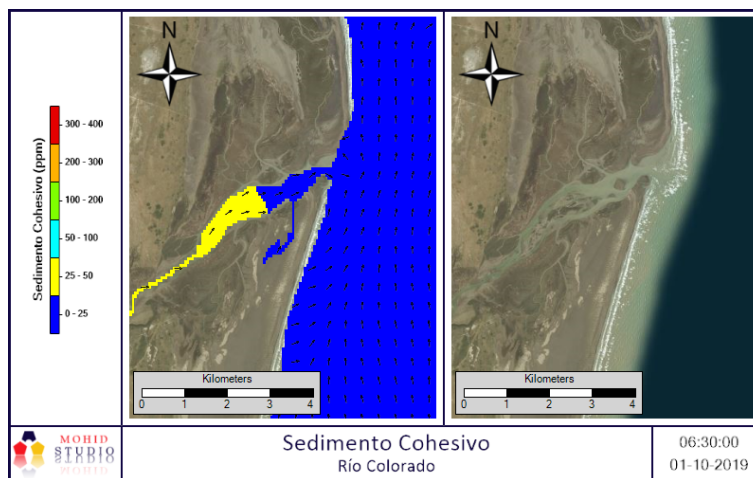 Sedimento Cohesivo (ppm)
300 - 400
200 - 300
100 - 200
50 - 100
25 - 50
0 - 25
N
Kilometers
0 1 2 3 4
N
Kilometers
0 1 2 3 4
MOHID
STUDIO
Sedimento Cohesivo
Río Colorado
06:30:00
01-10-2019